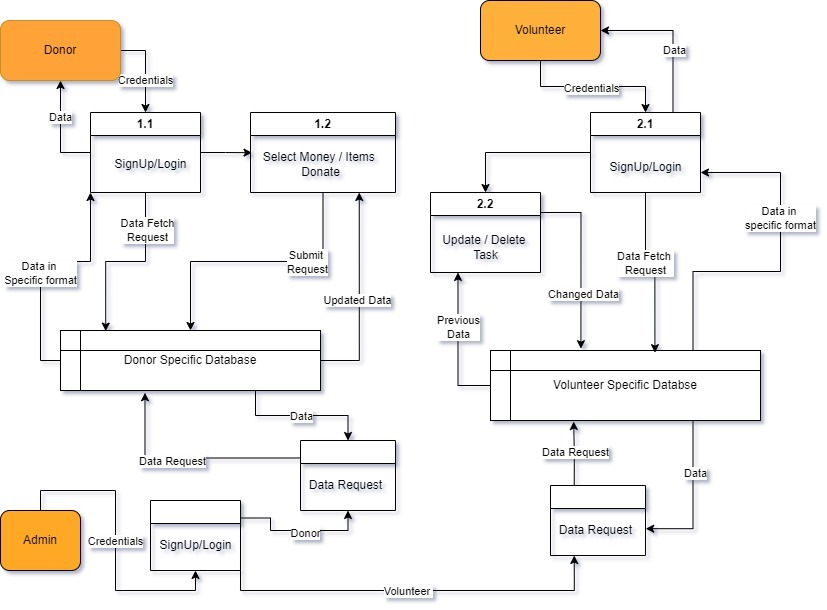 Donor
Credentials
Data
1.1
SignUp/Login
1.2
Select Money / Items
Donate
Data Fetch
Request
Data in
Specific format
Submit
Request
Updated Data
Donor Specific Database
Data
Data Request
Data Request
Admin
Credentials
SignUp/Login
Donor
Volunteer
Volunteer
Data
Credentials
2.1
SignUp/Login
2.2
Update / Delete
Task
Data in
specific format
Data Fetch
Request
Changed Data
Previous
Data
Volunteer Specific Databse
Data Request
Data
Data Request